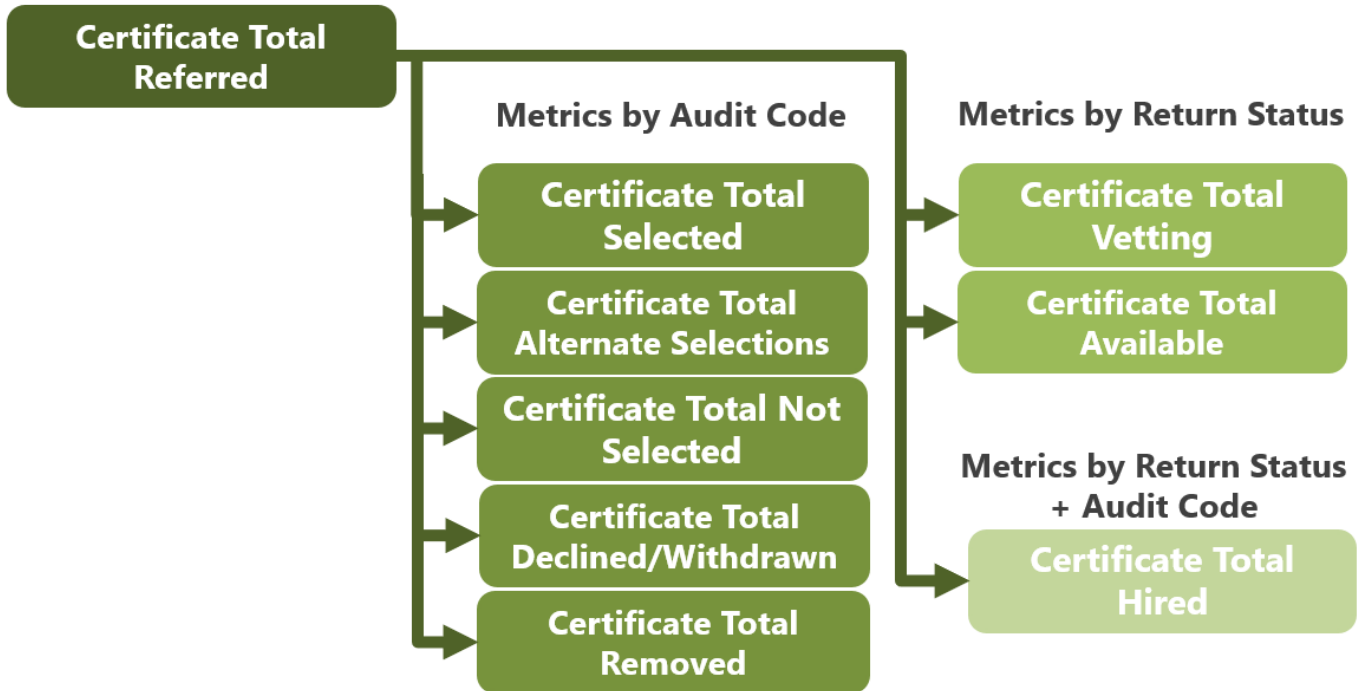 Certificate Total
Referred
Metrics by Audit Code
Certificate Total
Selected
Certificate Total
Alternate Selections
Certificate Total Not
Selected
Certificate Total
Declined/Withdrawn
Certificate Total
Removed
Metrics by Return Status
Certificate Total
Vetting
Certificate Total
Available
Metrics by Return Status
+ Audit Code
Certificate Total
Hired